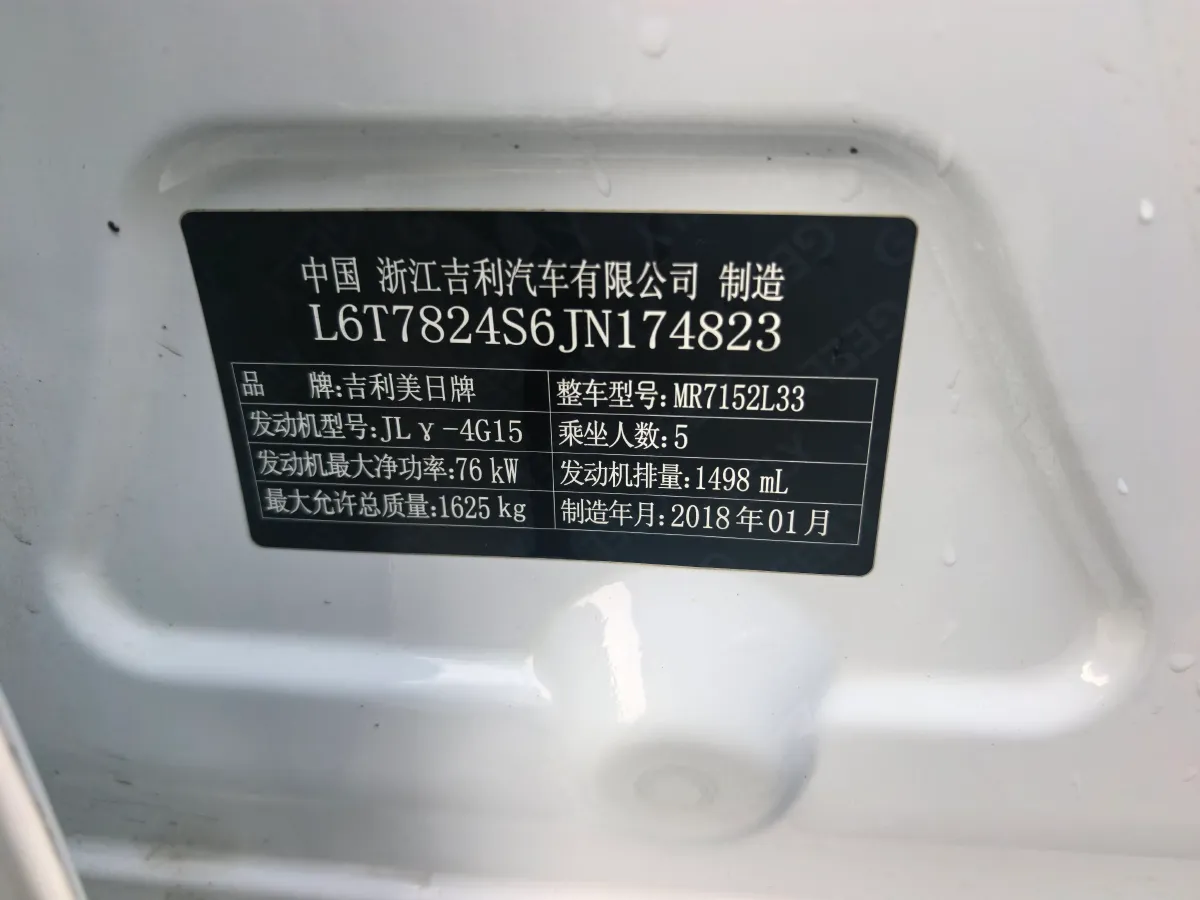 中国 浙江吉利汽车有限公司 制造
L6T7824S6JN174823
品 牌:吉利美日牌 整车型号:MR7152L33
发动机型号:JLγ-4G15 乘坐人数:5
发动机最大净功率:76 kW 发动机排量:1498 mL
最大允许总质量:1625 kg 制造年月:2018年01月